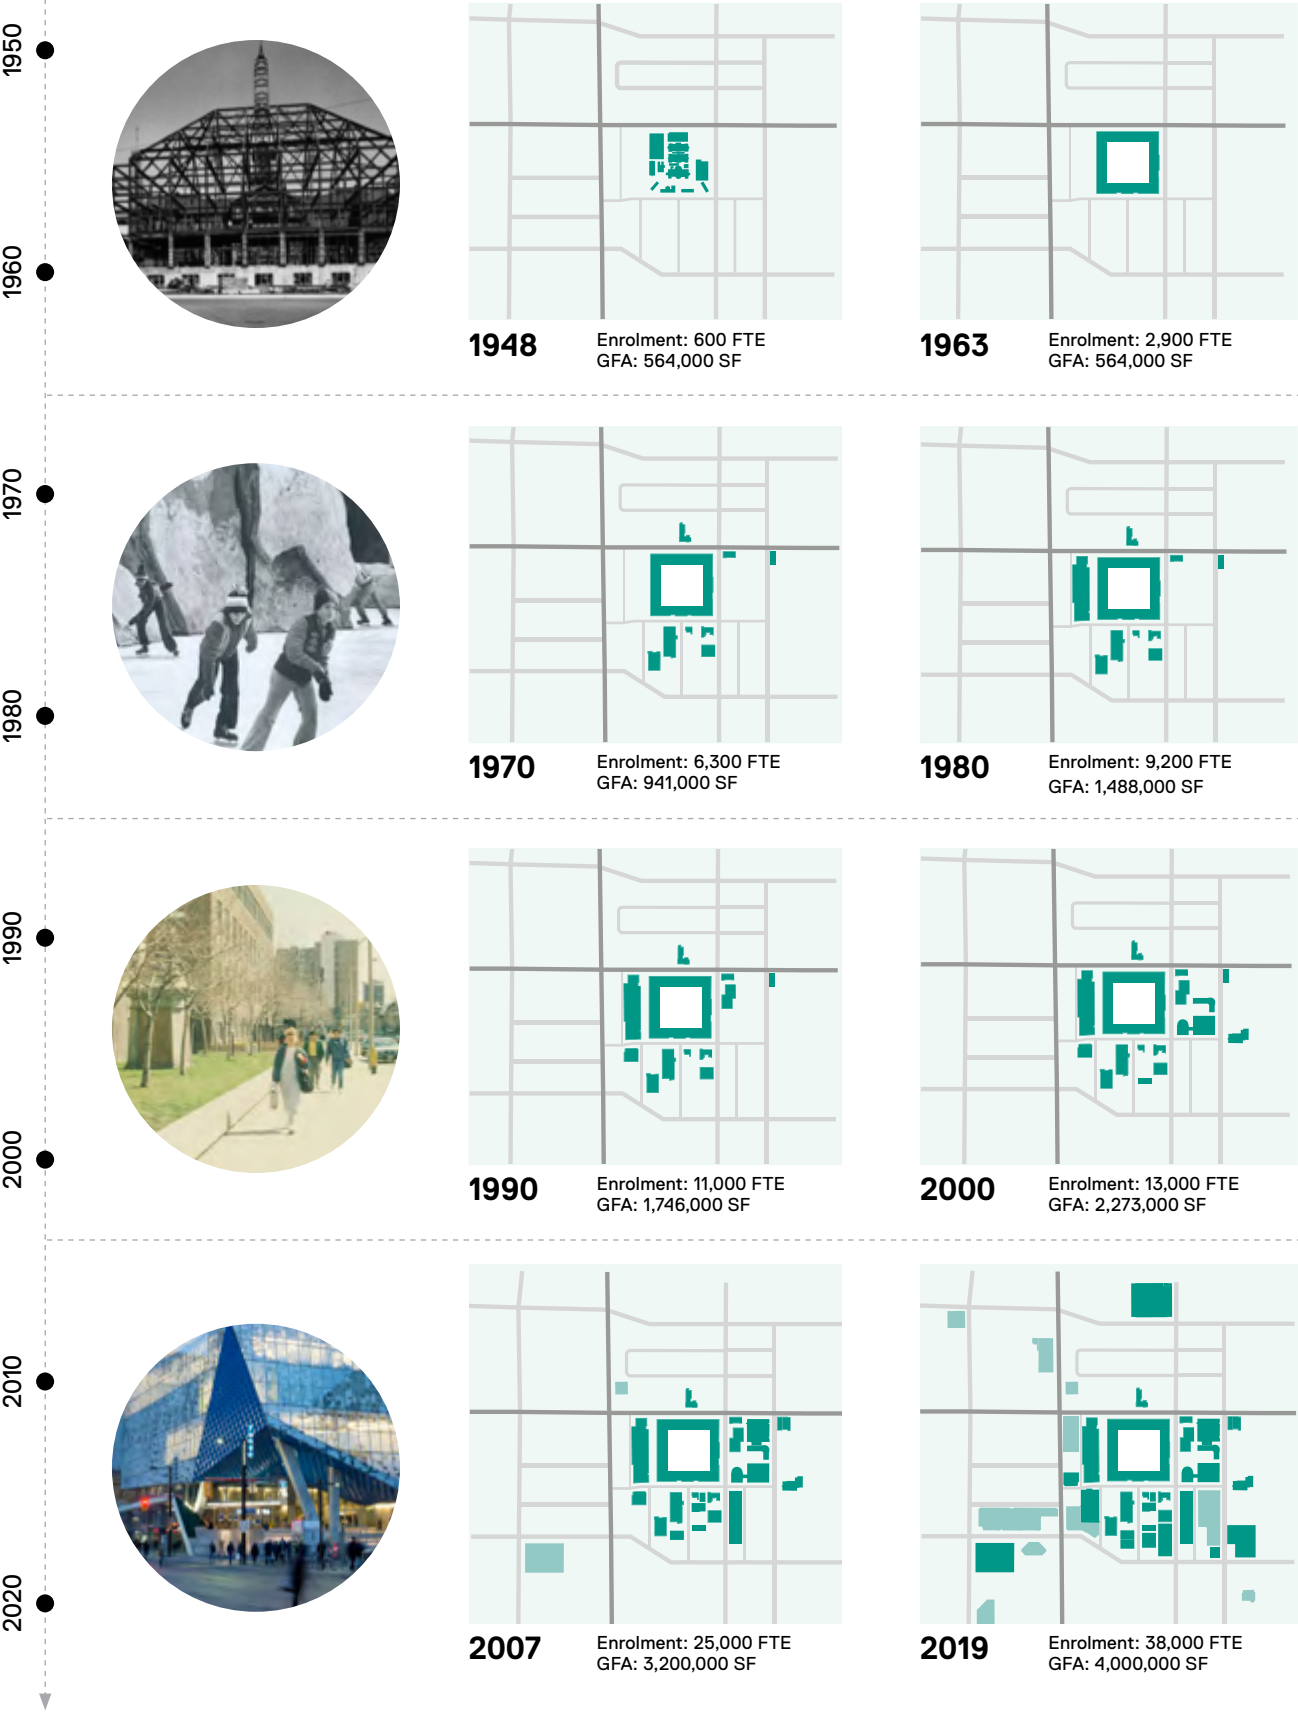 1950
1960
1948
Enrolment: 600 FTE
GFA: 564,000 SF
1963
Enrolment: 2,900 FTE
GFA: 564,000 SF
1970
1980
1970
Enrolment: 6,300 FTE
GFA: 941,000 SF
1980
Enrolment: 9,200 FTE
GFA: 1,488,000 SF
1990
2000
1990
Enrolment: 11,000 FTE
GFA: 1,746,000 SF
2000
Enrolment: 13,000 FTE
GFA: 2,273,000 SF
2010
2020
2007
Enrolment: 25,000 FTE
GFA: 3,200,000 SF
2019
Enrolment: 38,000 FTE
GFA: 4,000,000 SF